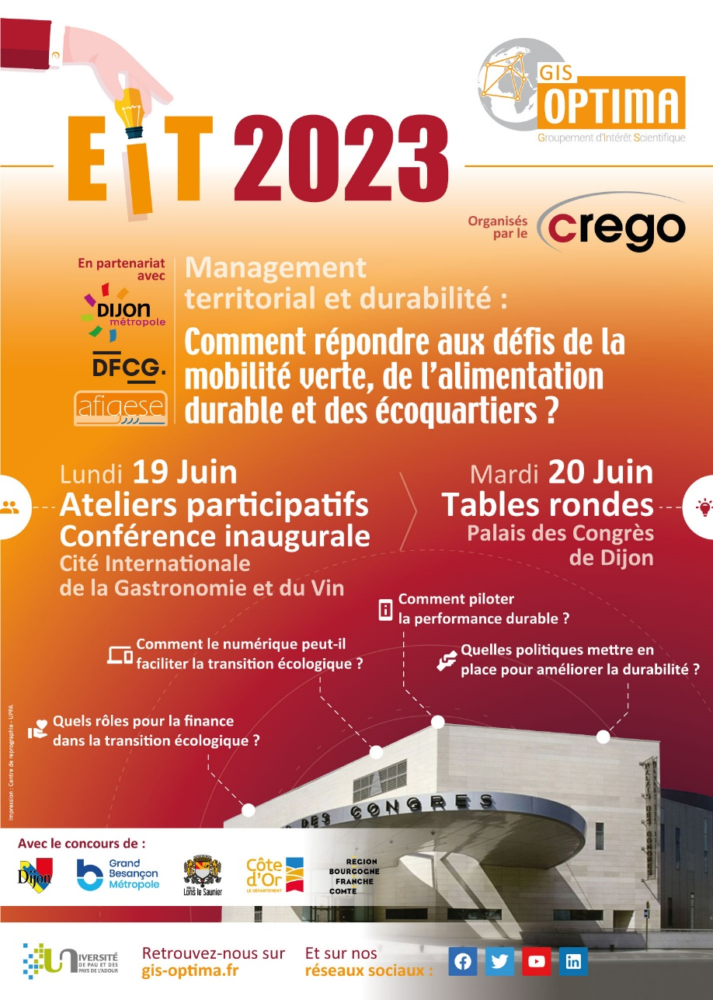 EIT 2023
GIS
OPTIMA
Groupement d'Intérêt Scientifique
Organisés
par le
crego
En partenariat
avec
DIJON
métropole
DFCG.
afigese
Management
territorial et durabilité :
Comment répondre aux défis de la
mobilité verte, de l'alimentation
durable et des écoquartiers ?
Lundi 19 Juin
Ateliers participatifs
Conférence inaugurale
Cité Internationale
de la Gastronomie et du Vin
Mardi 20 Juin
Tables rondes
Palais des Congrès
de Dijon
Comment piloter
la performance durable ?
Comment le numérique peut-il
faciliter la transition écologique ?
Quelles politiques mettre en
place pour améliorer la durabilité ?
Quels rôles pour la finance
dans la transition écologique ?
DES CONGRES
PALAIS DES CONGRES
Impression : Centre de reprographie - UPPA
Avec le concours de :
Dijon
Grand
Besançon
Métropole
Ville de
Lons le Saunier
Côte
d'Or
LE DÉPARTEMENT
REGION
BOURGOGNE
FRANCHE
COMTE
UNIVERSITÉ
DE PAU ET DES
PAYS DE L'ADOUR
Retrouvez-nous sur
gis-optima.fr
Et sur nos
réseaux sociaux :